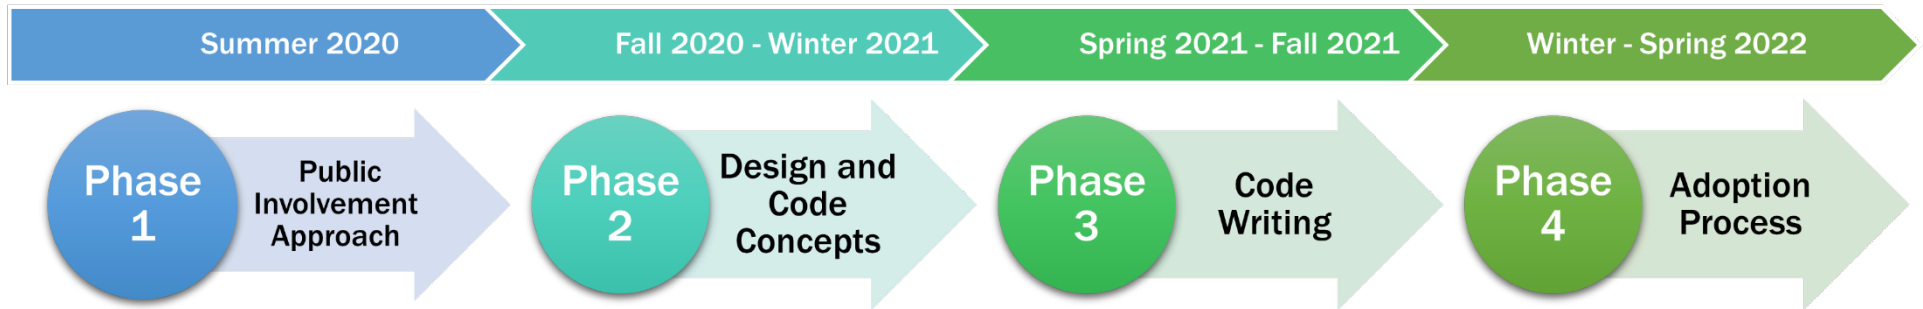 Summer 2020
Fall 2020 - Winter 2021
Spring 2021 - Fall 2021
Winter - Spring 2022
Phase
1
Public
Involvement
Approach
Phase
2
Design and
Code
Concepts
Phase
3
Code
Writing
Phase
4
Adoption
Process